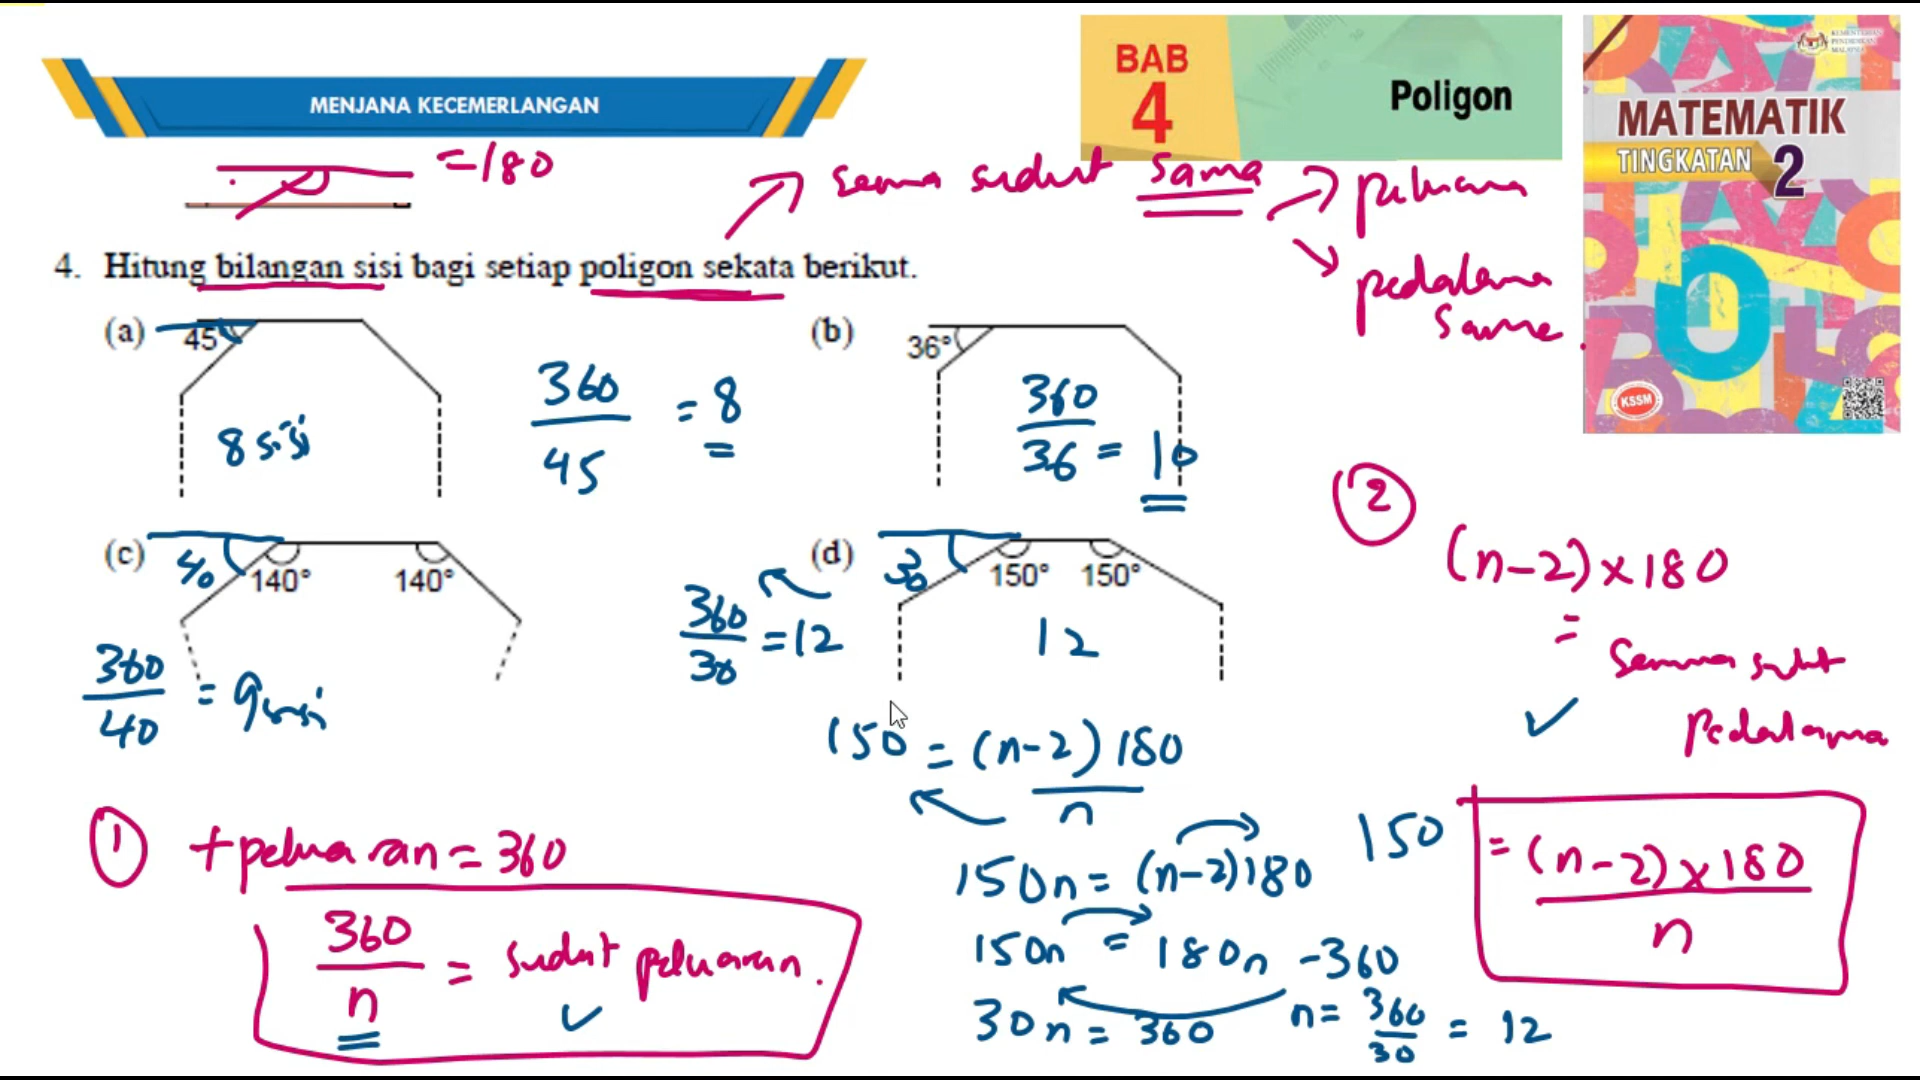 MENJANA KECEMERLANGAN
BAB
4
Poligon
KEMENTERIAN
PENDIDIKAN
MALAYSIA
MATEMATIK
TINGKATAN 2
KSSM
= 180
semua sudut sama
peluaran
pedalaman
sama
4. Hitung bilangan sisi bagi setiap poligon sekata berikut.
(a)
45°
8 sisi
360
45
= 8
(b)
36°
360
36 = 10
(c)
40
140° 140°
360
40
= 9 sisi
(d)
30
150° 150°
12
360
30
= 12
2
(n-2)×180
=
semua sudut
pedalaman
150 = (n-2) 180
n
150n = (n-2)180
150n = 180n - 360
30n = 360
n = 360
30
= 12
150
= (n-2)×180
n
1
+peluaran = 360
360
n
= sudut peluaran.